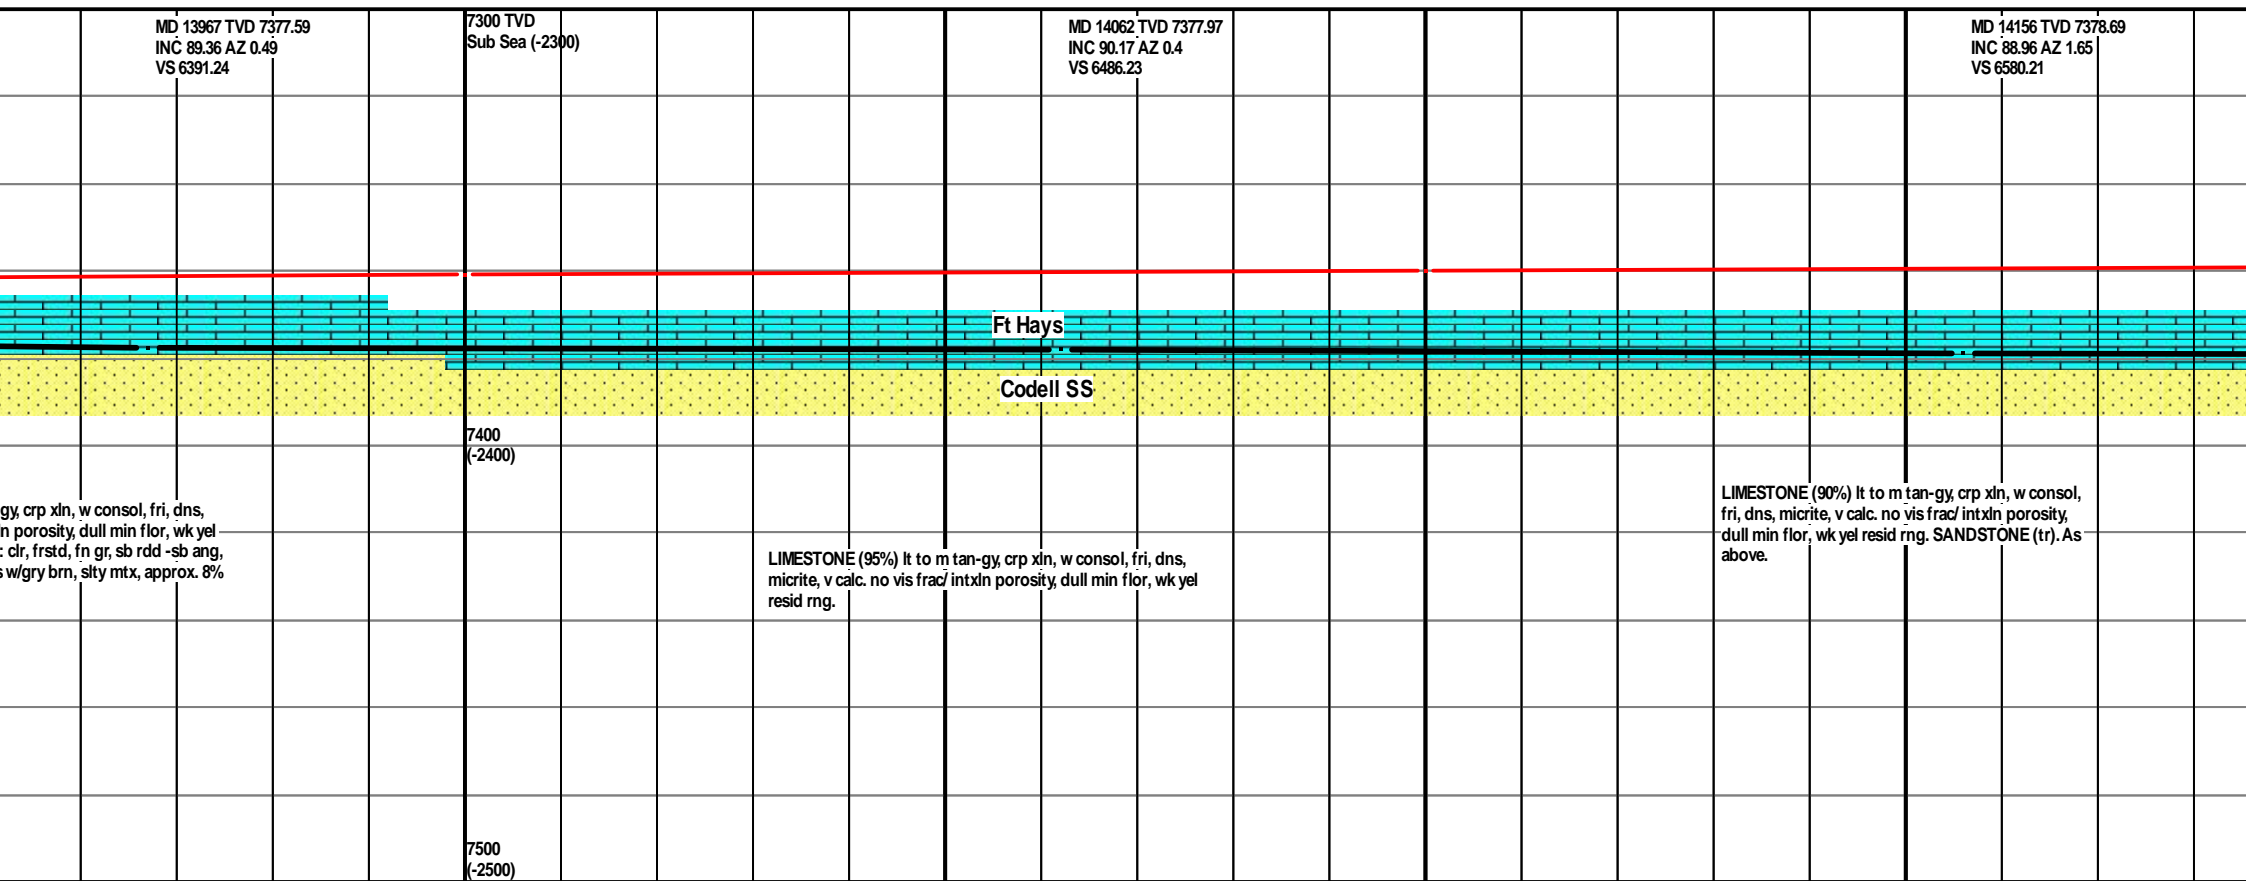 MD 13967 TVD 7377.59
INC 89.36 AZ 0.49
VS 6391.24
7300 TVD
Sub Sea (-2300)
MD 14062 TVD 7377.97
INC 90.17 AZ 0.4
VS 6486.23
MD 14156 TVD 7378.69
INC 88.96 AZ 1.65
VS 6580.21
Ft Hays
Codell SS
7400
(-2400)
gy, crp xln, w consol, fri, dns,
n porosity, dull min flor, wk yel
: clr, frstd, fn gr, sb rdd -sb ang,
s w/gry brn, slty mtx, approx. 8%
LIMESTONE (95%) lt to m tan-gy, crp xln, w consol, fri, dns,
micrite, v calc. no vis frac/ intxln porosity, dull min flor, wk yel
resid rng.
LIMESTONE (90%) lt to m tan-gy, crp xln, w consol,
fri, dns, micrite, v calc. no vis frac/ intxln porosity,
dull min flor, wk yel resid rng. SANDSTONE (tr). As
above.
7500
(-2500)